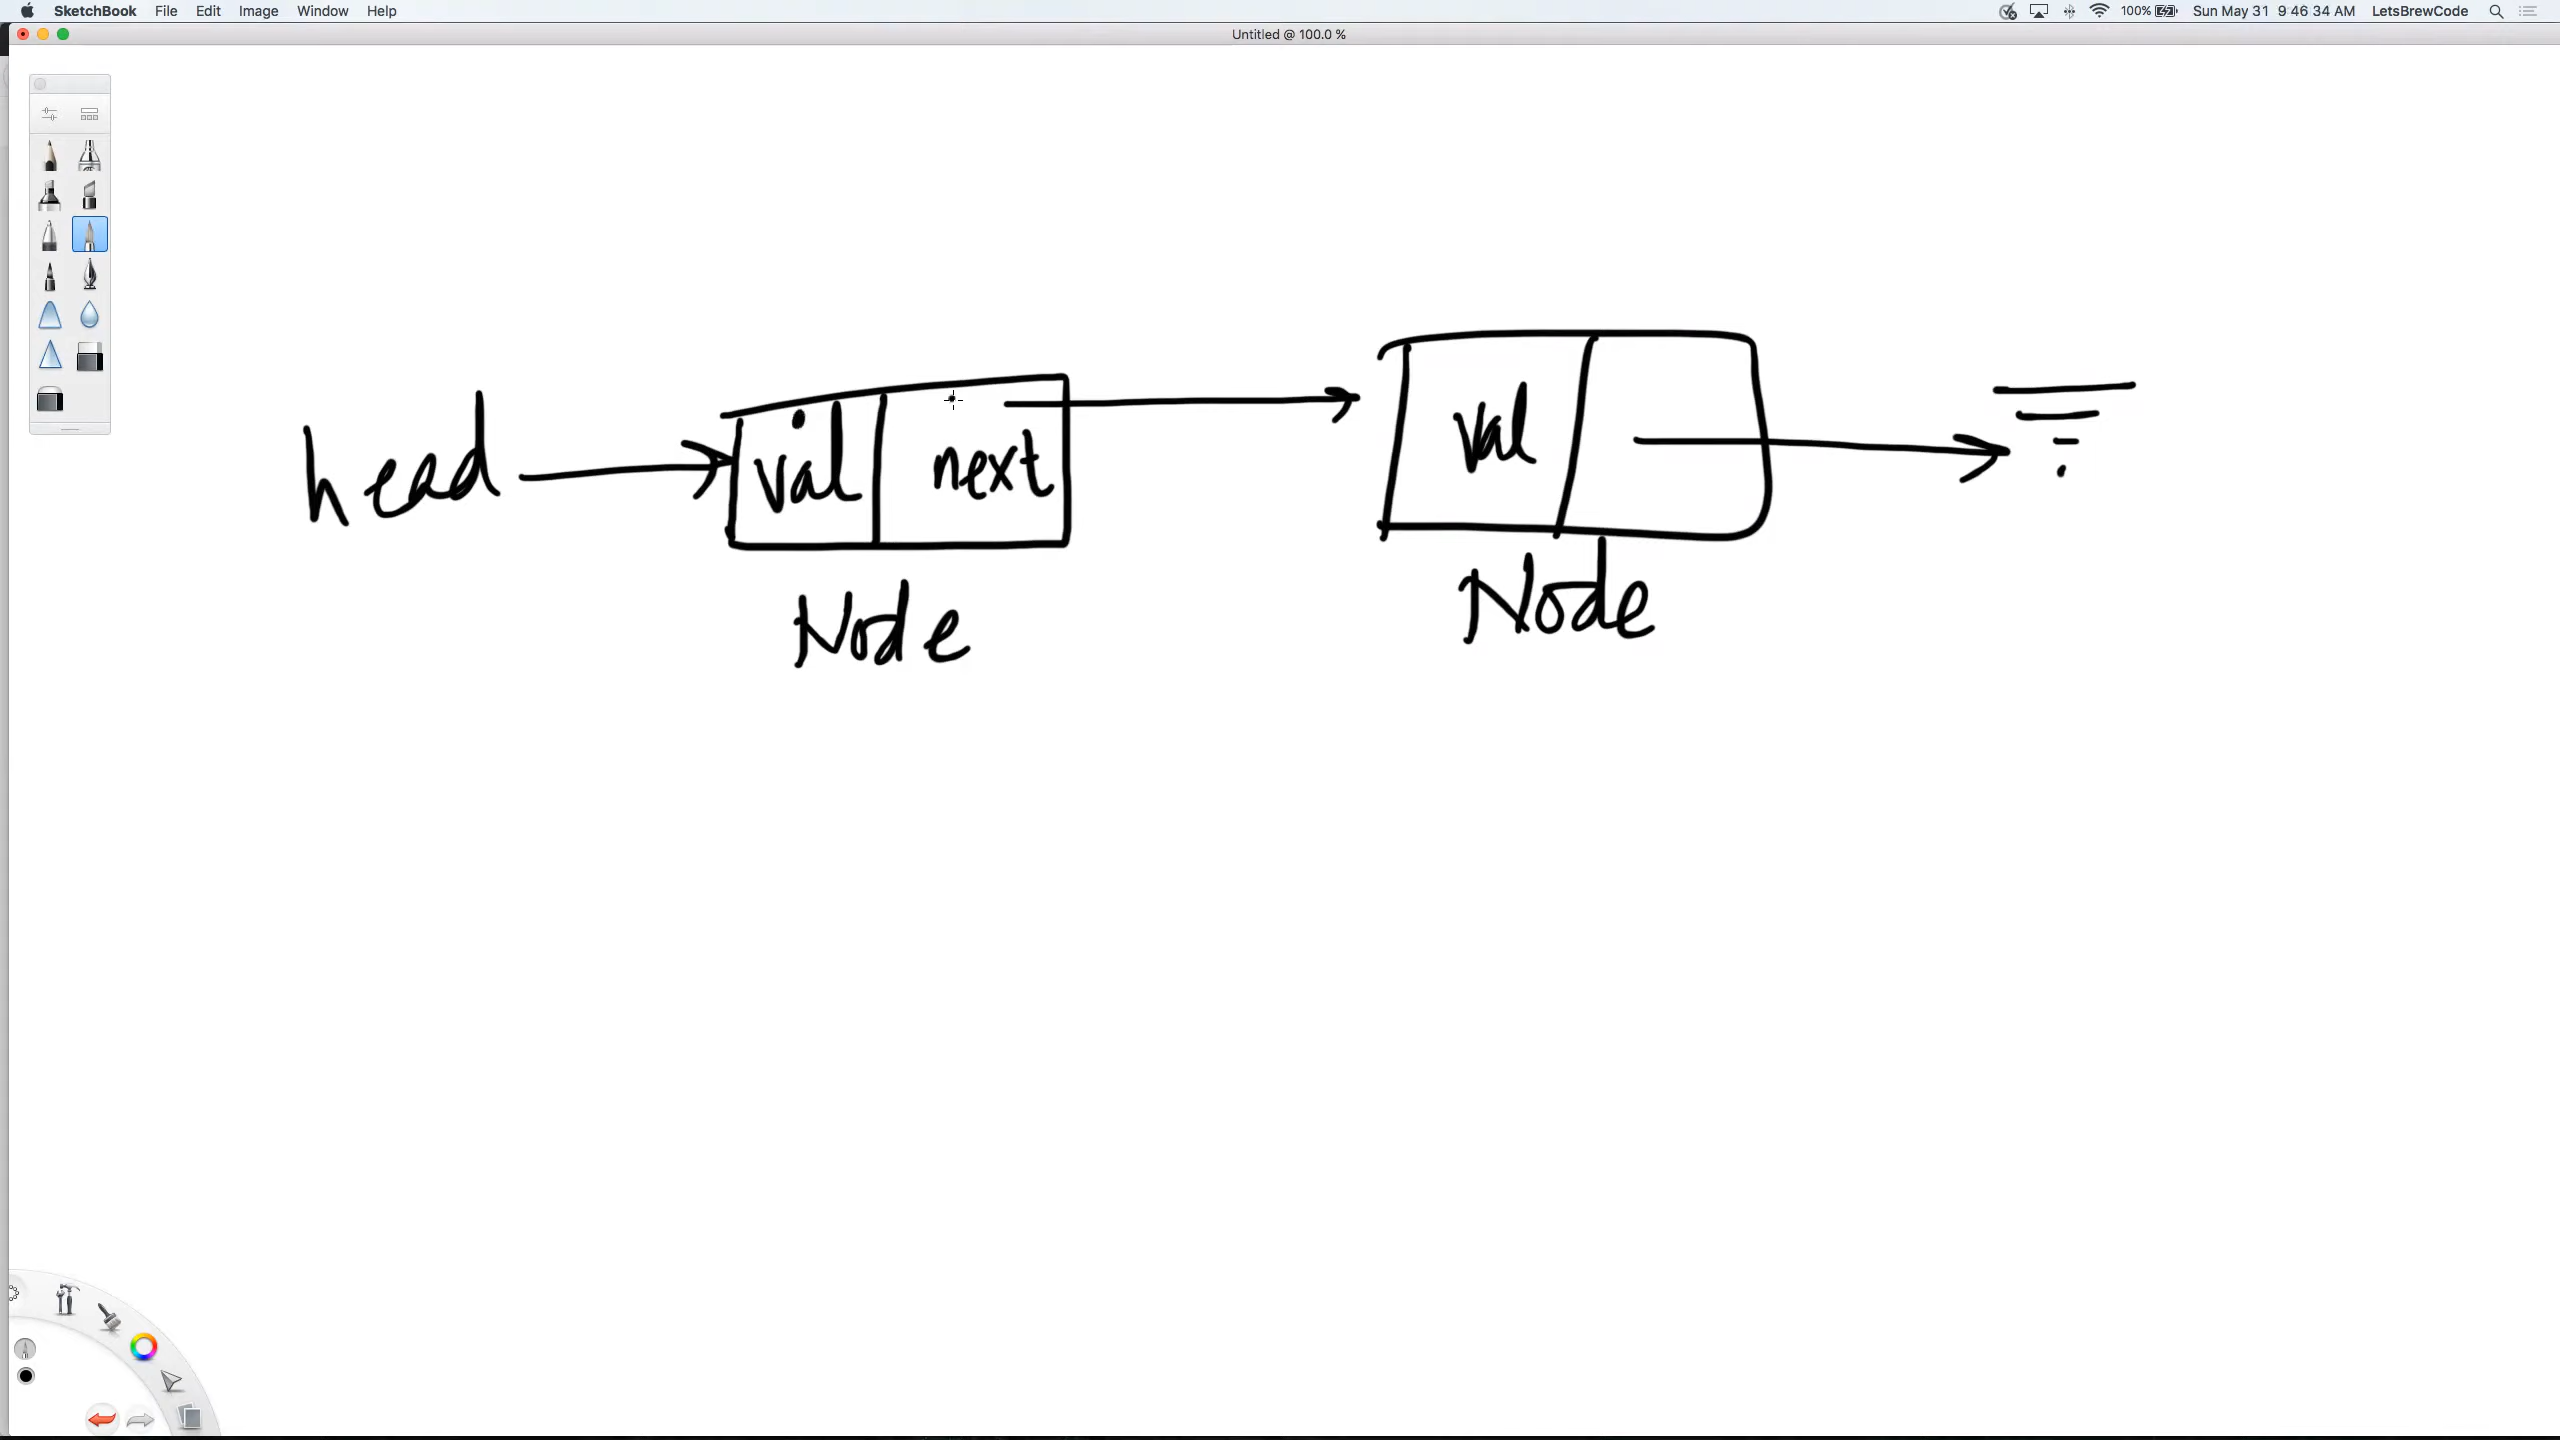 SketchBook File Edit Image Window Help 100% Sun May 31 9:46:34 AM LetsBrewCode
Untitled @ 100.0 %
head val next val
Node Node